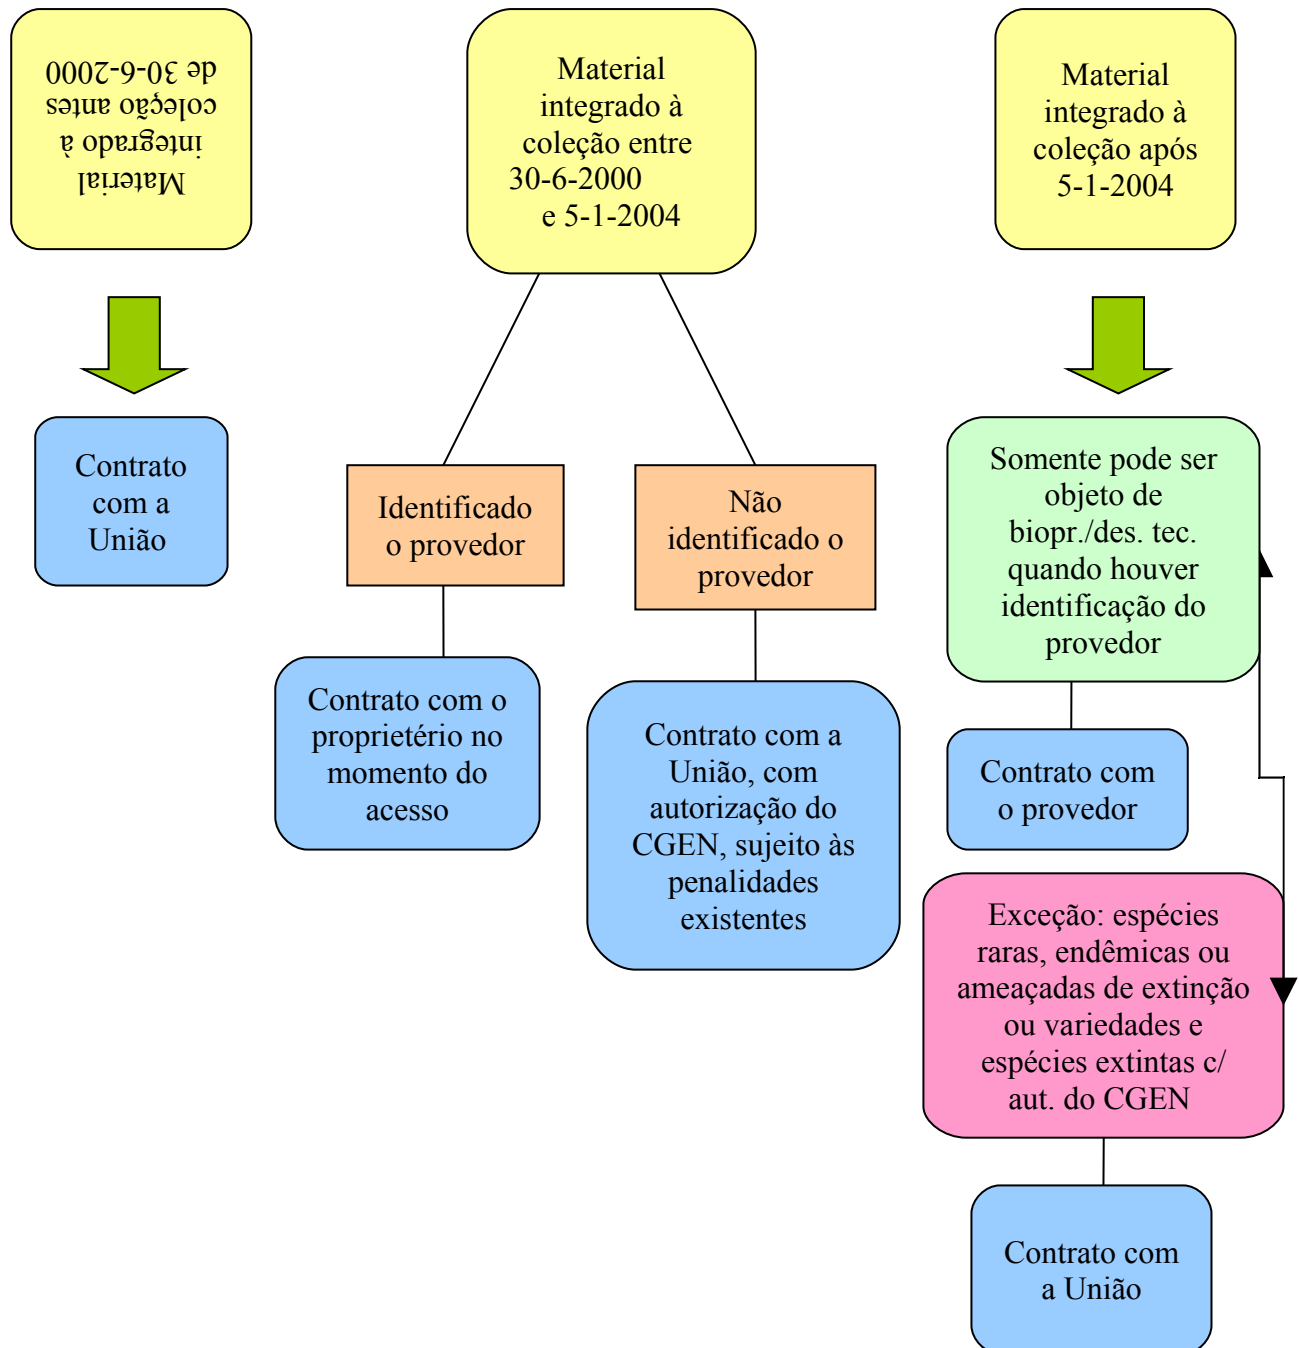 Material
integrado à
coleção antes
de 30-6-2000
Contrato
com a
União
Material
integrado à
coleção entre
30-6-2000
e 5-1-2004
Identificado
o provedor
Contrato com o
proprietério no
momento do
acesso
Não
identificado o
provedor
Contrato com a
União, com
autorização do
CGEN, sujeito às
penalidades
existentes
Material
integrado à
coleção após
5-1-2004
Somente pode ser
objeto de
biopr./des. tec.
quando houver
identificação do
provedor
Contrato com
o provedor
Exceção: espécies
raras, endêmicas ou
ameaçadas de extinção
ou variedades e
espécies extintas c/
aut. do CGEN
Contrato com
a União